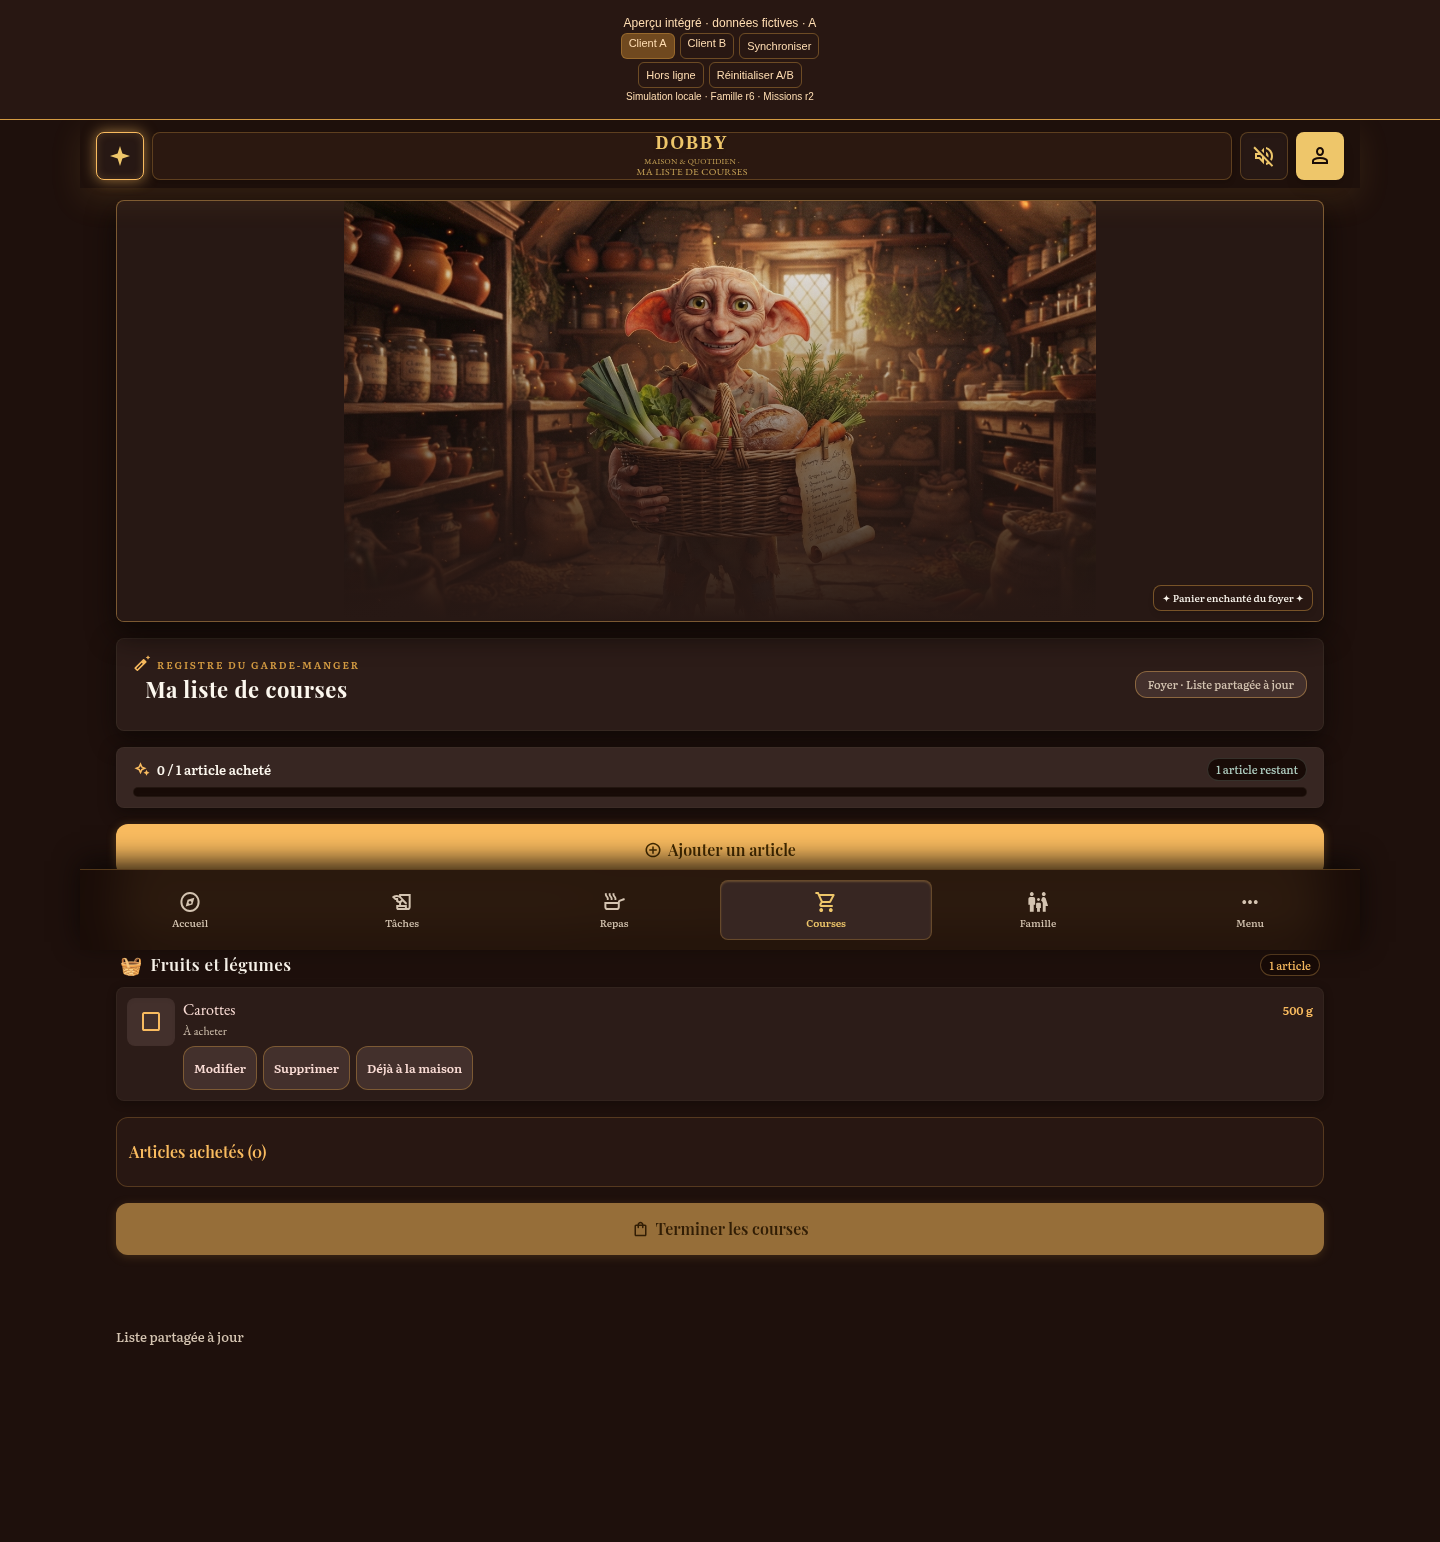 Aperçu intégré · données fictives · A
Client A
Client B
Synchroniser
Hors ligne
Réinitialiser A/B
Simulation locale · Famille r6 · Missions r2
DOBBY
MAISON & QUOTIDIEN ·
MA LISTE DE COURSES
✦ Panier enchanté du foyer ✦
REGISTRE DU GARDE-MANGER
Ma liste de courses
Foyer · Liste partagée à jour
0 / 1 article acheté
1 article restant
Ajouter un article
Accueil
Tâches
Repas
Courses
Famille
Menu
Fruits et légumes
1 article
Carottes
500 g
À acheter
Modifier
Supprimer
Déjà à la maison
Articles achetés (0)
Terminer les courses
Liste partagée à jour